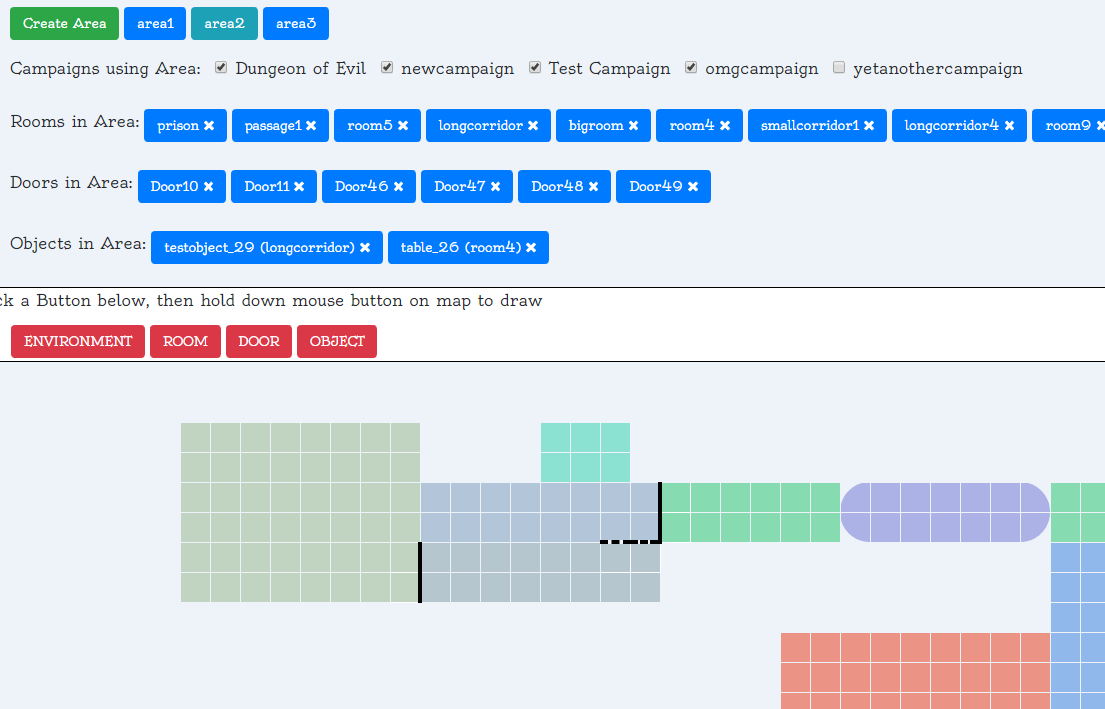 Create Area area1 area2 area3
Campaigns using Area: Dungeon of Evil newcampaign Test Campaign omgcampaign yetanothercampaign
Rooms in Area: prison × passage1 × room5 × longcorridor × bigroom × room4 × smallcorridor1 × longcorridor4 × room9 ×
Doors in Area: Door10 × Door11 × Door46 × Door47 × Door48 × Door49 ×
Objects in Area: testobject_29 (longcorridor) × table_26 (room4) ×
ck a Button below, then hold down mouse button on map to draw
ENVIRONMENT ROOM DOOR OBJECT